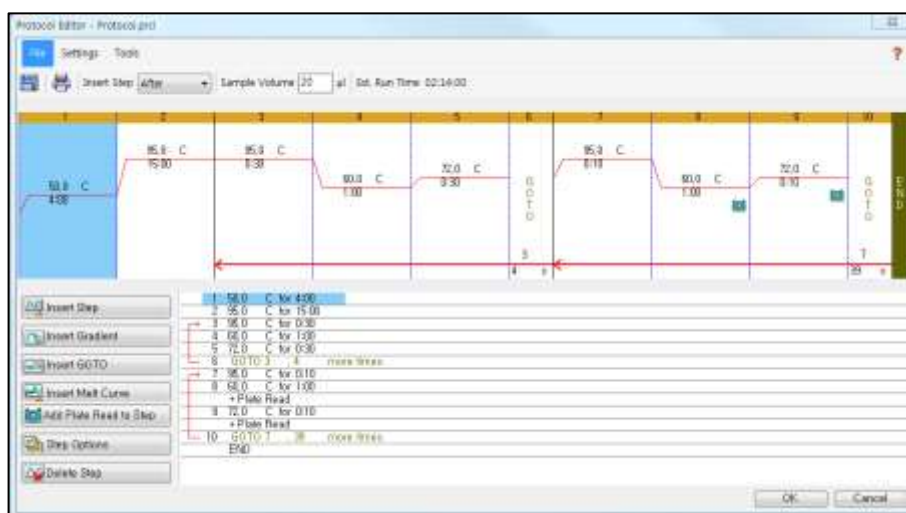 Protocol Editor - Protocol.prcl
File Settings Tools ?
Insert Step After Sample Volume 20 µl Est. Run Time 02:14:00
1 2 3 4 5 6 7 8 9 10
95,0 C 95,0 C 95,0 C
15:00 0:30 0:10
72,0 C 72,0 C
0:30 0:10
60,0 C 60,0 C
1:00 1:00
50,0 C
4:00
GOTO GOTO END
3 7
4 x 39 x
Insert Step
Insert Gradient
Insert GOTO
Insert Melt Curve
Add Plate Read to Step
Step Options
Delete Step
1 50,0 C for 4:00
2 95,0 C for 15:00
3 95,0 C for 0:30
4 60,0 C for 1:00
5 72,0 C for 0:30
6 GOTO 3 , 4 more times
7 95,0 C for 0:10
8 60,0 C for 1:00
+ Plate Read
9 72,0 C for 0:10
+ Plate Read
10 GOTO 7 , more times
END
OK Cancel